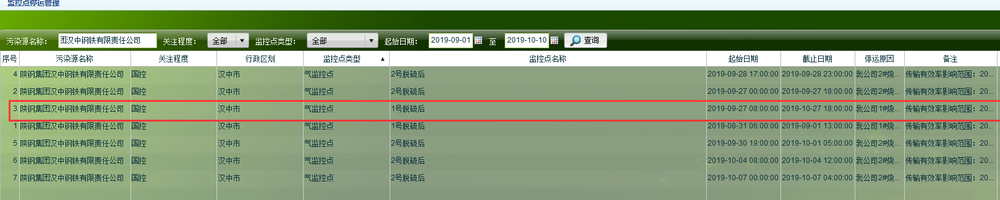 监控点停运管理
污染源名称： 团汉中钢铁有限责任公司 关注程度： 全部 监控点类型： 全部 起始日期： 2019-09-01 至 2019-10-10 查询
序号 污染源名称 关注程度 行政区划 监控点类型 监控点名称 起始日期 截止日期 停运原因 备注
4 陕钢集团汉中钢铁有限责任公司 国控 汉中市 气监控点 2号脱硫后 2019-09-28 17:00:00 2019-09-28 23:00:00 我公司2#烧... 传输有效率影响范围：20...
2 陕钢集团汉中钢铁有限责任公司 国控 汉中市 气监控点 2号脱硫后 2019-09-27 00:00:00 2019-09-27 18:00:00 我公司2#烧... 传输有效率影响范围：20...
3 陕钢集团汉中钢铁有限责任公司 国控 汉中市 气监控点 1号脱硫后 2019-09-27 08:00:00 2019-10-27 18:00:00 我公司1#烧... 传输有效率影响范围：20...
1 陕钢集团汉中钢铁有限责任公司 国控 汉中市 气监控点 1号脱硫后 2019-08-31 06:00:00 2019-09-01 13:00:00 我公司1#烧... 传输有效率影响范围：20...
5 陕钢集团汉中钢铁有限责任公司 国控 汉中市 气监控点 2号脱硫后 2019-09-30 19:00:00 2019-10-01 05:00:00 我公司2#烧... 传输有效率影响范围：20...
6 陕钢集团汉中钢铁有限责任公司 国控 汉中市 气监控点 2号脱硫后 2019-10-04 08:00:00 2019-10-04 12:00:00 我公司2#烧... 传输有效率影响范围：20...
7 陕钢集团汉中钢铁有限责任公司 国控 汉中市 气监控点 2号脱硫后 2019-10-07 00:00:00 2019-10-07 04:00:00 我公司2#烧... 传输有效率影响范围：20...